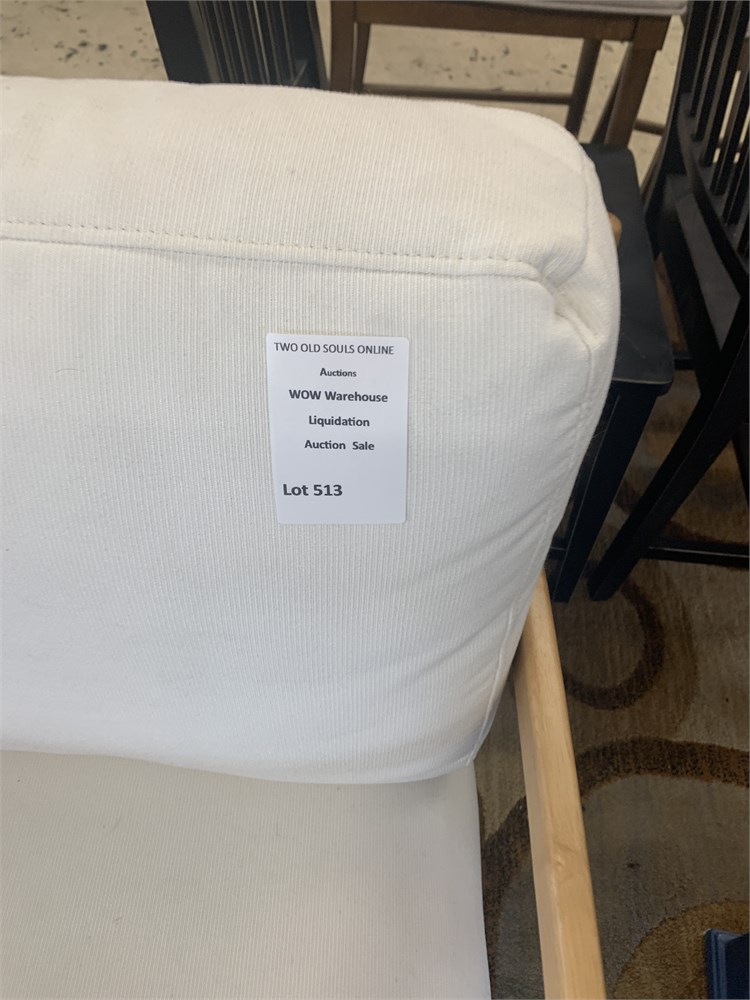 TWO OLD SOULS ONLINE
Auctions
WOW Warehouse
Liquidation
Auction Sale
Lot 513